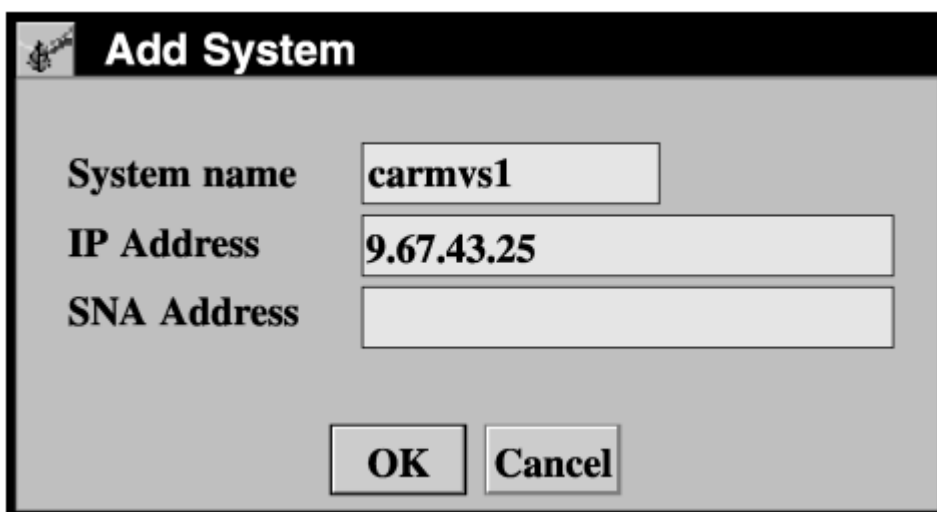 Add System
System name carmvs1
IP Address 9.67.43.25
SNA Address
OK Cancel